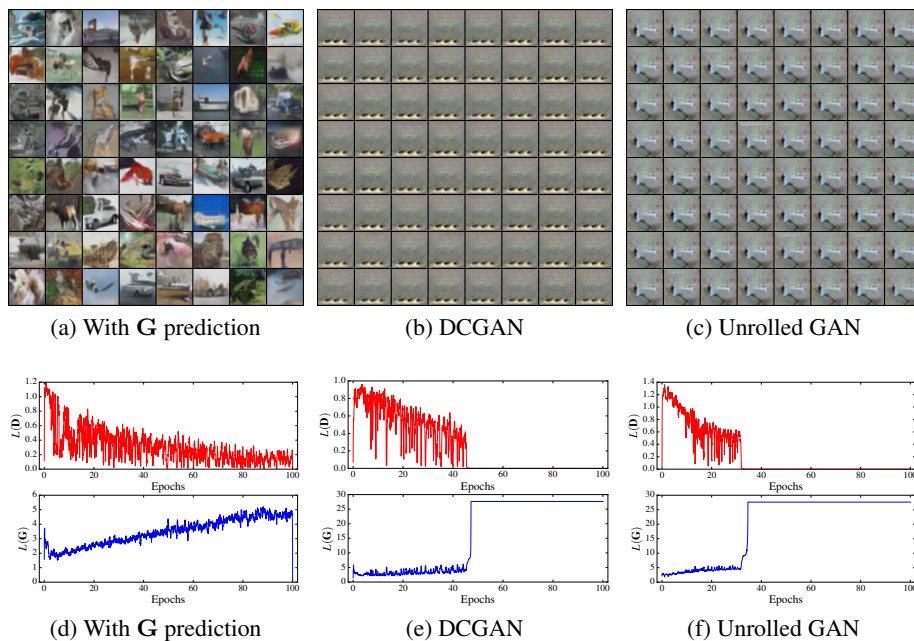 (a) With G prediction
(b) DCGAN
(c) Unrolled GAN
1.2
1.0
0.8
0.6
0.4
0.2
0.0
L(D)
0 20 40 60 80 100
Epochs
6
5
4
3
2
1
0
L(G)
0 20 40 60 80 100
Epochs
(d) With G prediction
1.0
0.8
0.6
0.4
0.2
0.0
L(D)
0 20 40 60 80 100
Epochs
30
25
20
15
10
5
0
L(G)
0 20 40 60 80 100
Epochs
(e) DCGAN
1.4
1.2
1.0
0.8
0.6
0.4
0.2
0.0
L(D)
0 20 40 60 80 100
Epochs
30
25
20
15
10
5
0
L(G)
0 20 40 60 80 100
Epochs
(f) Unrolled GAN